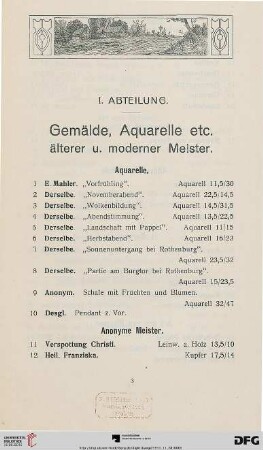 I. ABTEILUNG.
Gemälde, Aquarelle etc.
älterer u. moderner Meister.
Aquarelle.
1 E. Mahler. „Vorfrühling“. Aquarell 11,5/30
2 Derselbe. „Novemberabend“. Aquarell 22,5/14,5
3 Derselbe. „Wolkenbildung“. Aquarell 14,5/31,5
4 Derselbe. „Abendstimmung“. Aquarell 13,5/22,5
5 Derselbe. „Landschaft mit Pappel“. Aquarell 11/15
6 Derselbe. „Herbstabend“. Aquarell 16/23
7 Derselbe. „Sonnenuntergang bei Rothenburg“.
Aquarell 23,5/32
8 Derselbe. „Partie am Burgtor bei Rothenburg“.
Aquarell 15/23,5
9 Anonym. Schale mit Früchten und Blumen.
Aquarell 32/47
10 Desgl. Pendant z. Vor.
Anonyme Meister.
11 Verspottung Christi. Leinw. a. Holz 13,5/10
12 Heil. Franziska. Kupfer 17,5/14
3
UNIVERSITÄTS-
BIBLIOTHEK
HEIDELBERG
DFG